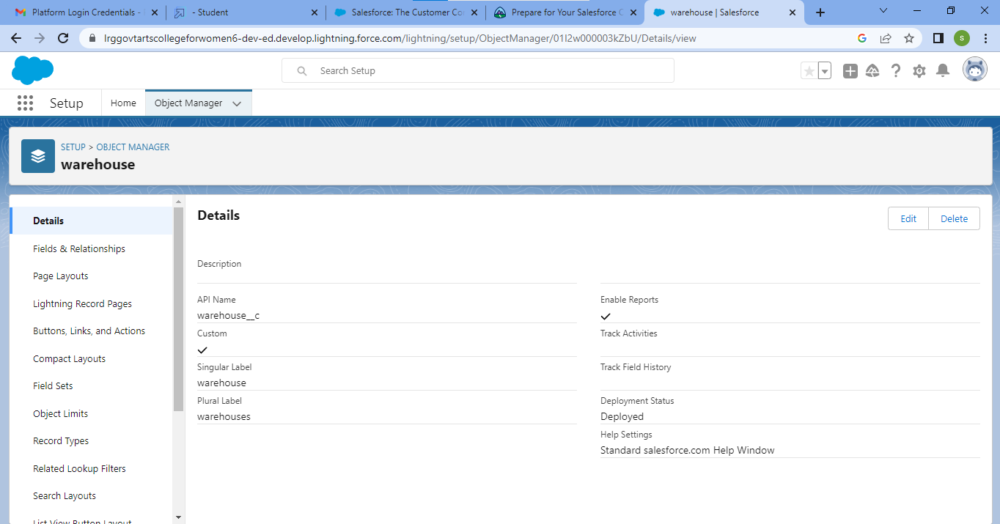 Platform Login Credentials -
- Student
Salesforce: The Customer Co
Prepare for Your Salesforce C
warehouse | Salesforce
lrggovtartscollegeforwomen6-dev-ed.develop.lightning.force.com/lightning/setup/ObjectManager/01I2w000003kZbU/Details/view
S
Search Setup
Setup
Home
Object Manager
SETUP > OBJECT MANAGER
warehouse
Details
Fields & Relationships
Page Layouts
Lightning Record Pages
Buttons, Links, and Actions
Compact Layouts
Field Sets
Object Limits
Record Types
Related Lookup Filters
Search Layouts
List View Button Layout
Details
Edit
Delete
Description
API Name
warehouse__c
Custom
Singular Label
warehouse
Plural Label
warehouses
Enable Reports
Track Activities
Track Field History
Deployment Status
Deployed
Help Settings
Standard salesforce.com Help Window